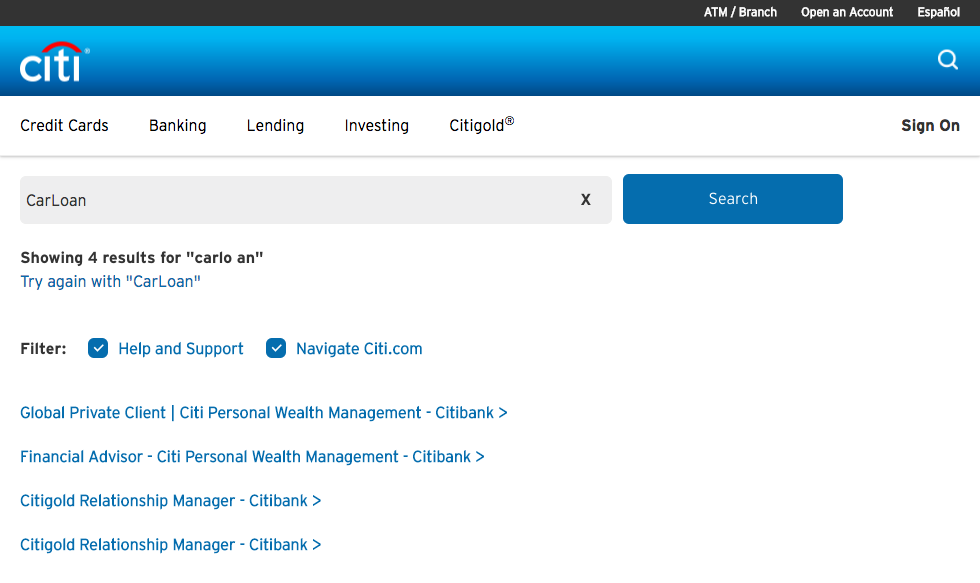 ATM / Branch Open an Account Español
citi®
Credit Cards Banking Lending Investing Citigold® Sign On
CarLoan X Search
Showing 4 results for "carlo an"
Try again with "CarLoan"
Filter: Help and Support Navigate Citi.com
Global Private Client | Citi Personal Wealth Management - Citibank >
Financial Advisor - Citi Personal Wealth Management - Citibank >
Citigold Relationship Manager - Citibank >
Citigold Relationship Manager - Citibank >